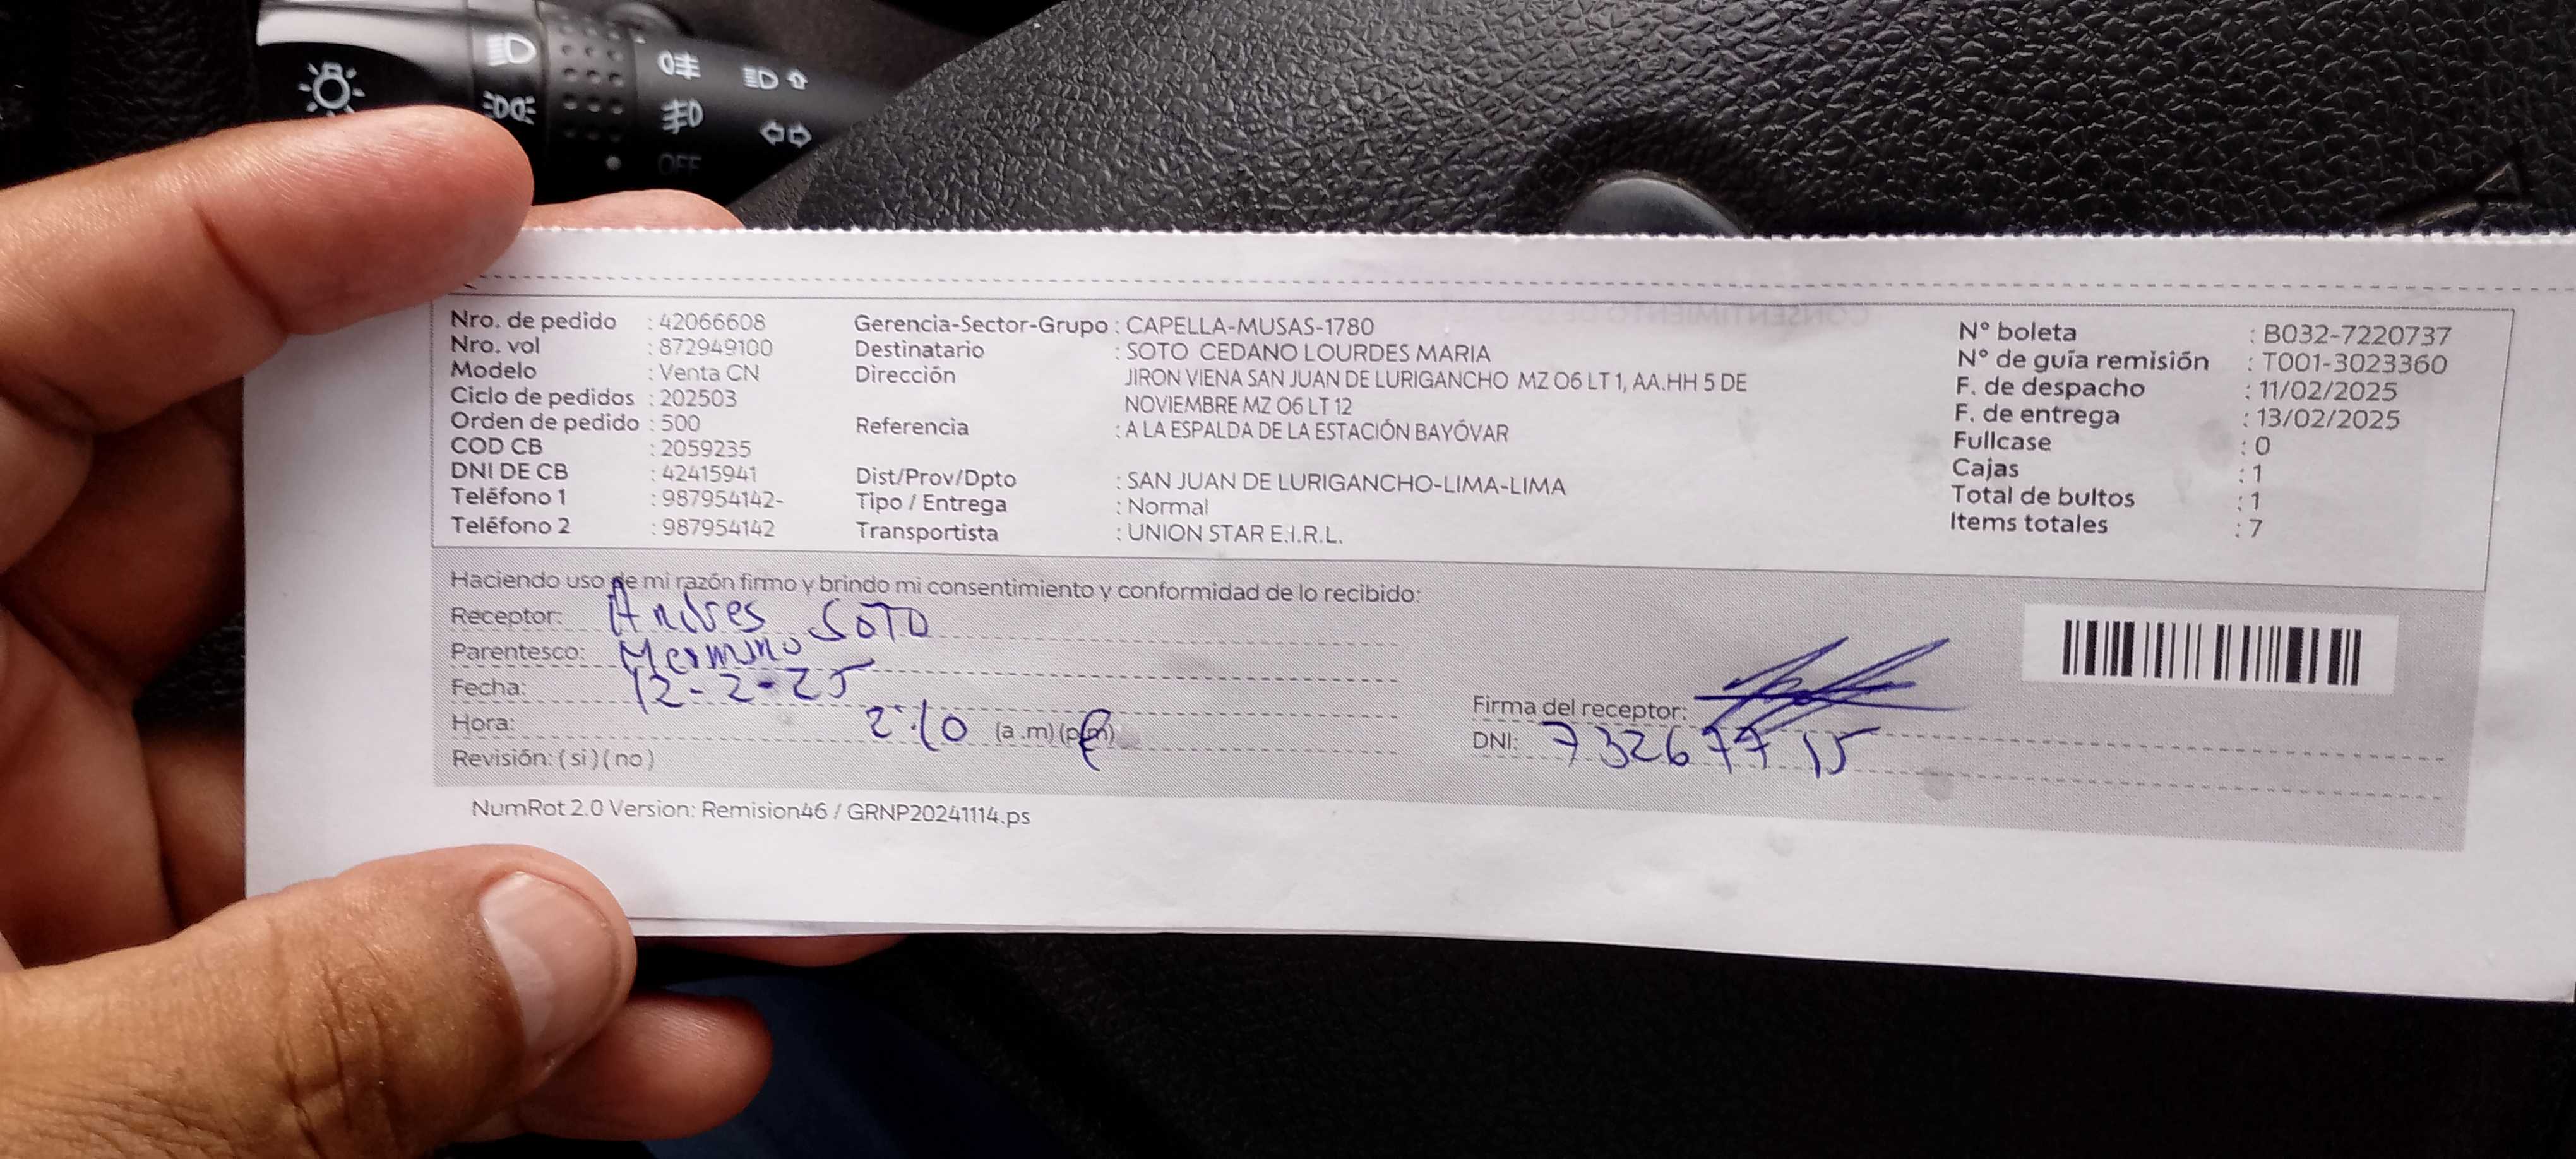 OFF
Nro. de pedido : 42066608
Nro. vol : 872949100
Modelo : Venta CN
Ciclo de pedidos : 202503
Orden de pedido : 500
COD CB : 2059235
DNI DE CB : 42415941
Teléfono 1 : 987954142-
Teléfono 2 : 987954142
Gerencia-Sector-Grupo : CAPELLA-MUSAS-1780
Destinatario : SOTO CEDANO LOURDES MARIA
Dirección JIRON VIENA SAN JUAN DE LURIGANCHO MZ O6 LT 1, AA.HH 5 DE
NOVIEMBRE MZ O6 LT 12
Referencia : A LA ESPALDA DE LA ESTACIÓN BAYÓVAR
Dist/Prov/Dpto : SAN JUAN DE LURIGANCHO-LIMA-LIMA
Tipo / Entrega : Normal
Transportista : UNION STAR E.I.R.L.
N° boleta : B032-7220737
N° de guía remisión : T001-3023360
F. de despacho : 11/02/2025
F. de entrega : 13/02/2025
Fullcase : 0
Cajas : 1
Total de bultos : 1
Items totales : 7
Haciendo uso de mi razón firmo y brindo mi consentimiento y conformidad de lo recibido:
Receptor: Andres SOTO
Parentesco:
Fecha: 12-2-25
Hora: 2:10 (a.m)(p.m)
Revisión: (si)(no)
Firma del receptor:
DNI: 73267715
NumRot 2.0 Version: Remision46 / GRNP20241114.ps